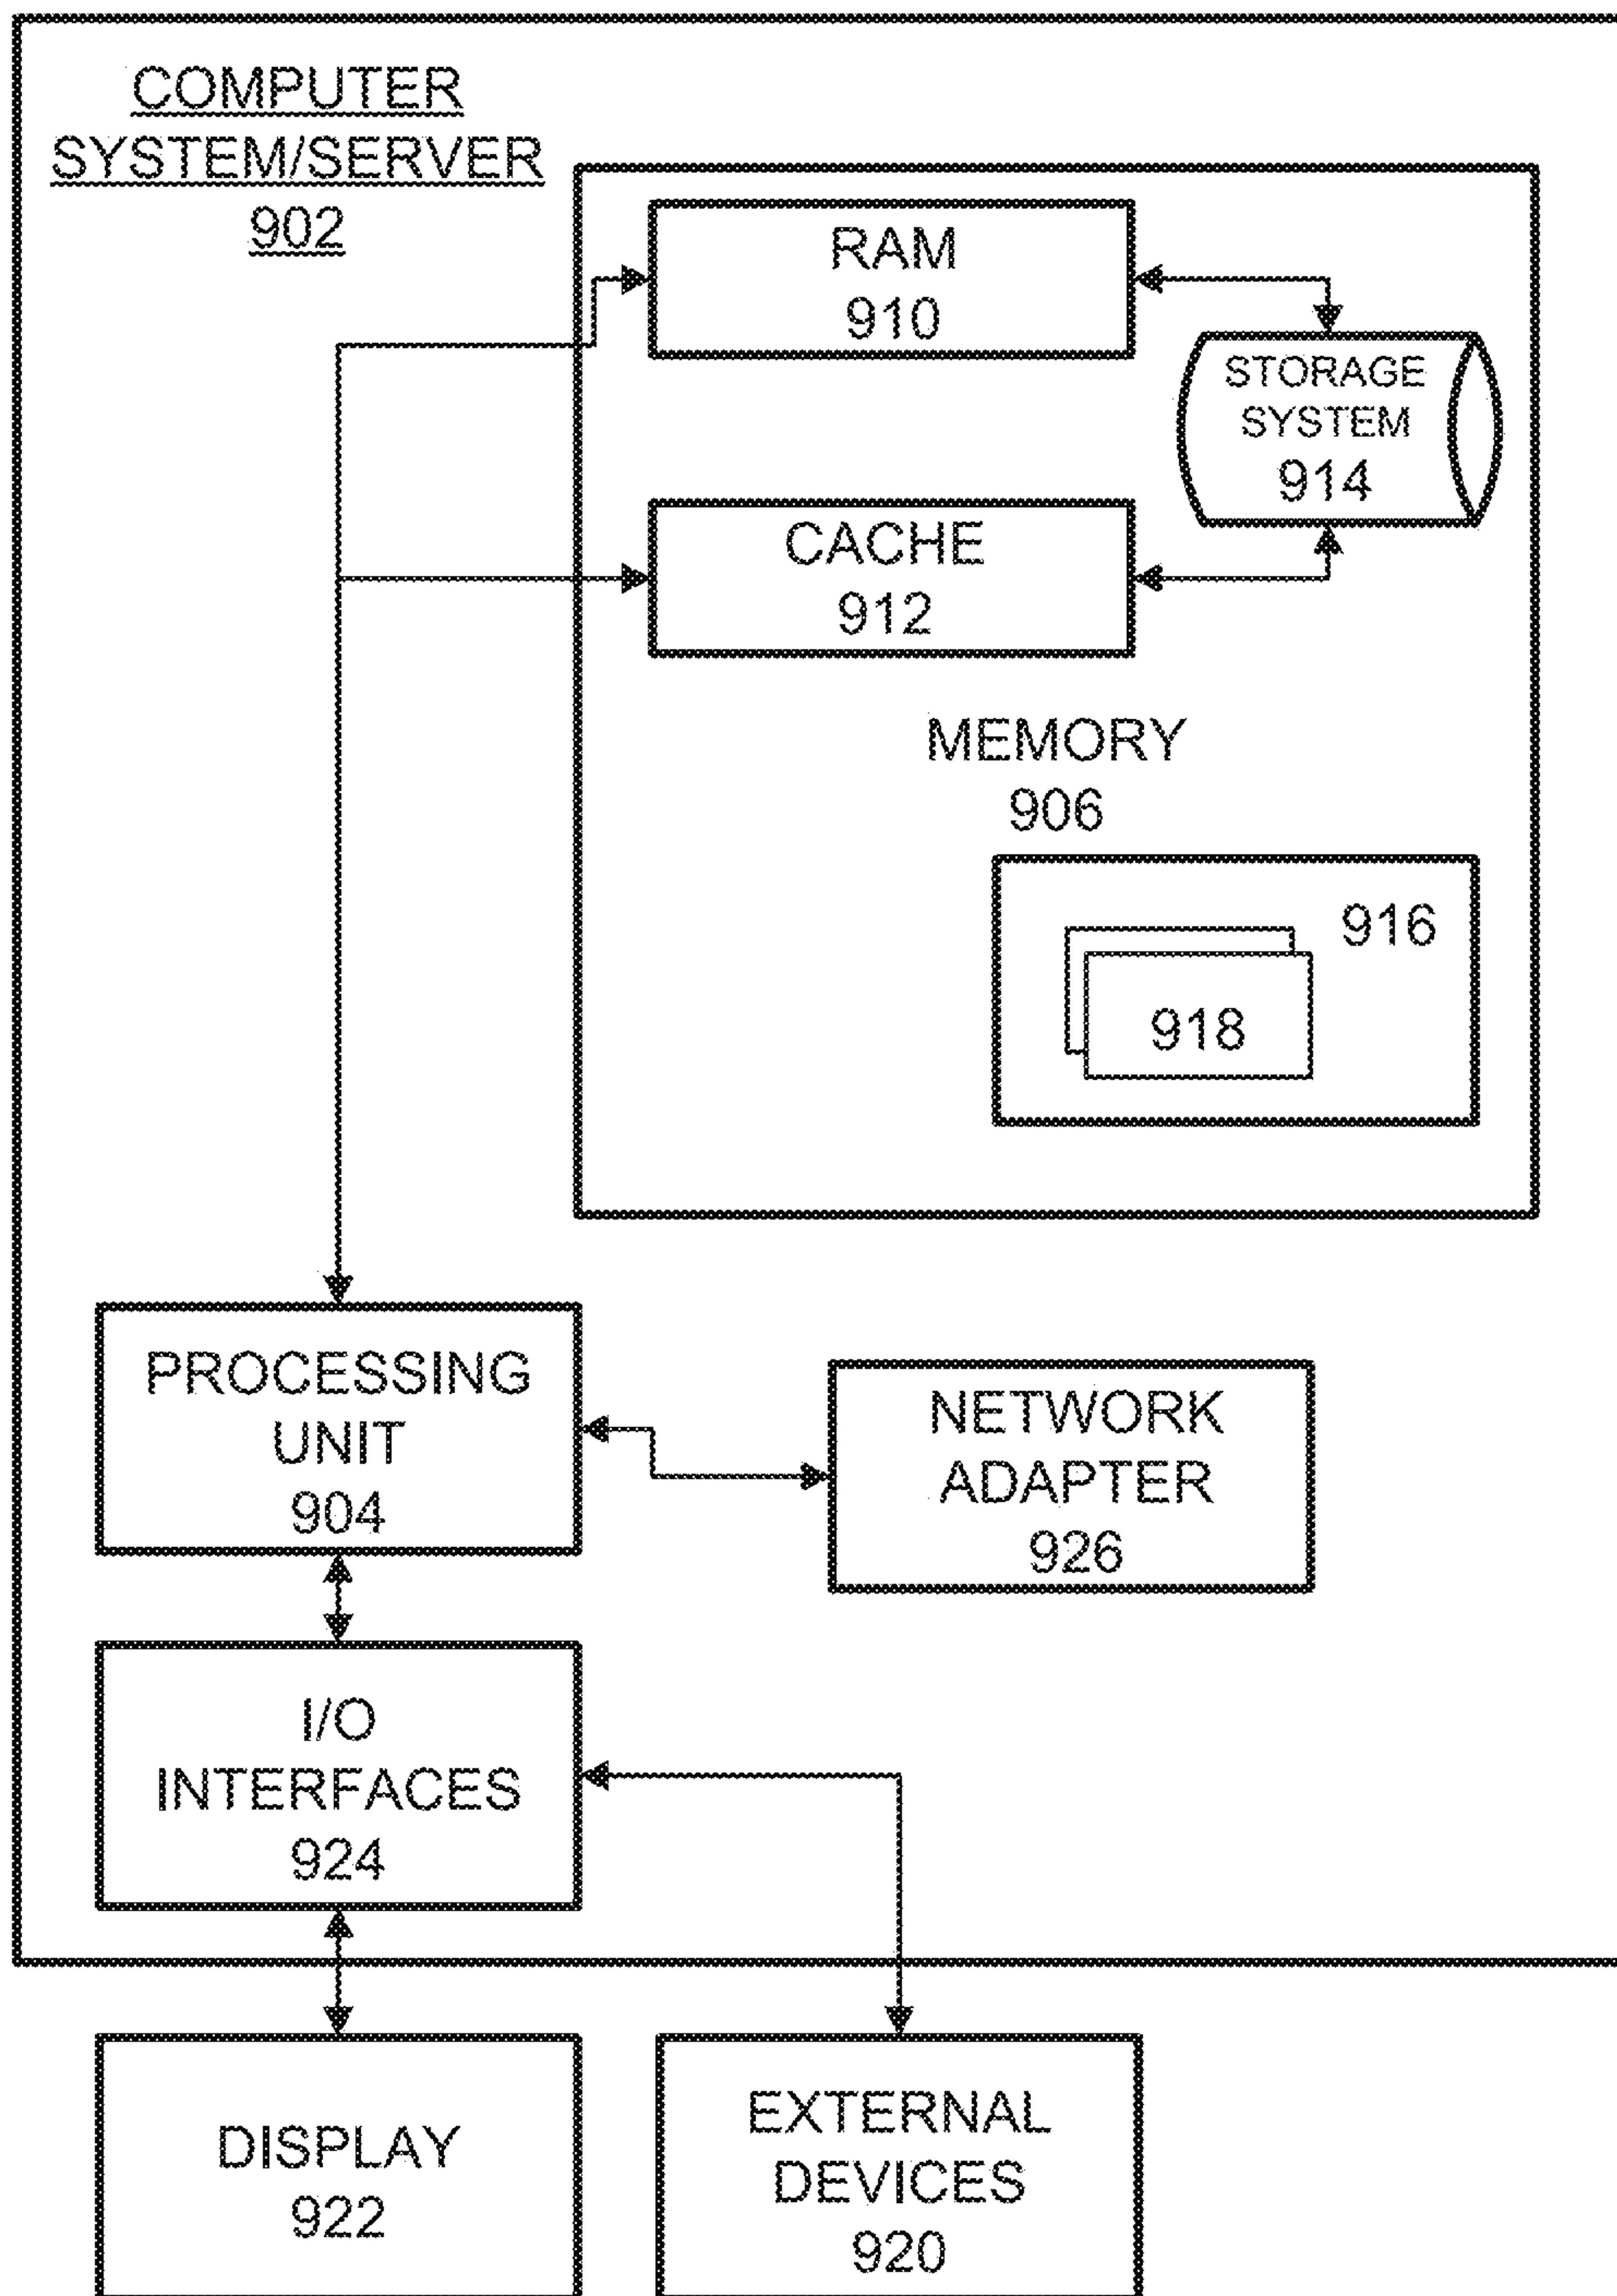 COMPUTER
SYSTEM/SERVER
902
RAM
910
STORAGE
SYSTEM
914
CACHE
912
MEMORY
906
916
918
PROCESSING
UNIT
904
NETWORK
ADAPTER
926
I/O
INTERFACES
924
DISPLAY
922
EXTERNAL
DEVICES
920